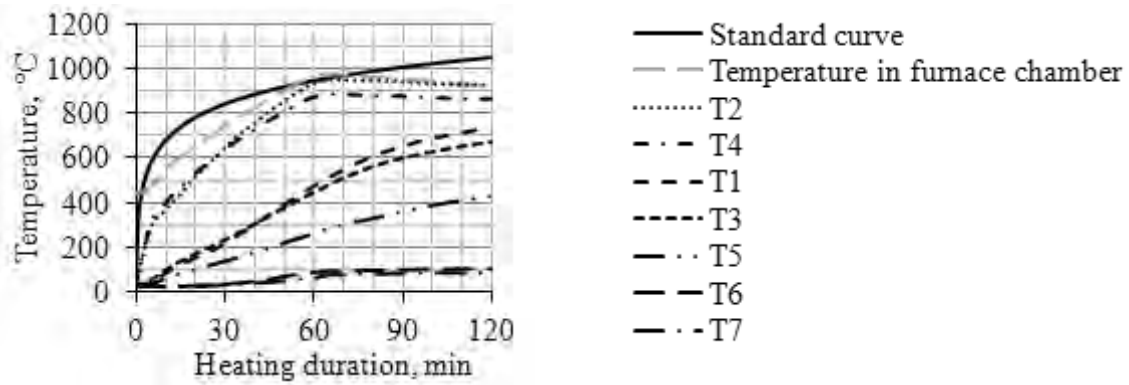 1200
1000
800
600
400
200
0
Temperature, °C
0 30 60 90 120
Heating duration, min
Standard curve
Temperature in furnace chamber
T2
T4
T1
T3
T5
T6
T7